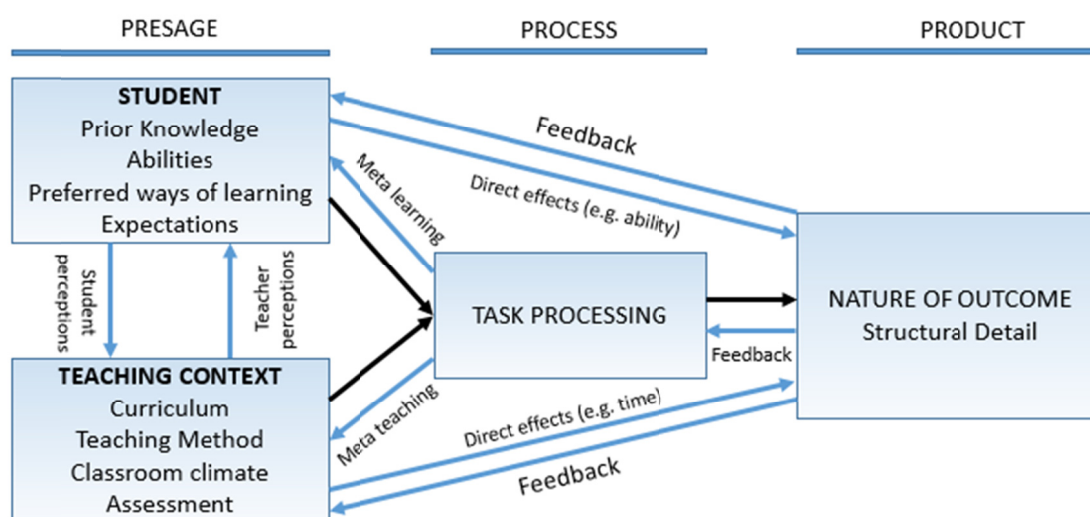 PRESAGE
PROCESS
PRODUCT
STUDENT
Prior Knowledge
Abilities
Preferred ways of learning
Expectations
Feedback
Direct effects (e.g. ability)
Meta learning
Student
perceptions
Teacher
perceptions
TASK PROCESSING
NATURE OF OUTCOME
Structural Detail
Feedback
TEACHING CONTEXT
Curriculum
Teaching Method
Classroom climate
Assessment
Meta teaching
Direct effects (e.g. time)
Feedback